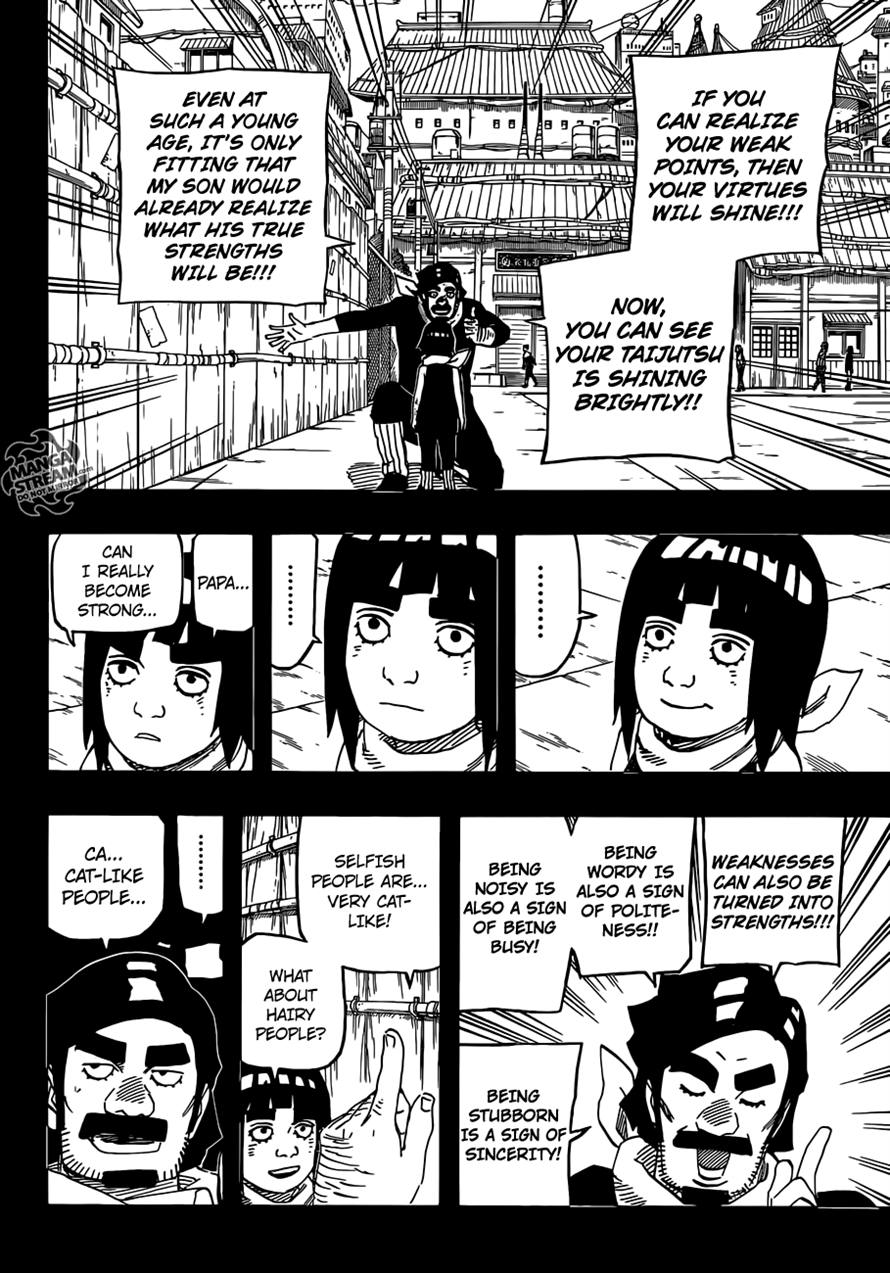 IF YOU
CAN REALIZE
YOUR WEAK
POINTS, THEN
YOUR VIRTUES
WILL SHINE!!!
NOW,
YOU CAN SEE
YOUR TAIJUTSU
IS SHINING
BRIGHTLY!!
EVEN AT
SUCH A YOUNG
AGE, IT'S ONLY
FITTING THAT
MY SON WOULD
ALREADY REALIZE
WHAT HIS TRUE
STRENGTHS
WILL BE!!!
MANGA
STREAM.com
........
.......
PAPA...
CAN
I REALLY
BECOME
STRONG...
WEAKNESSES
CAN ALSO BE
TURNED INTO
STRENGTHS!!!
BEING
WORDY IS
ALSO A SIGN
OF POLITE-
NESS!!
BEING
NOISY IS
ALSO A SIGN
OF BEING
BUSY!
BEING
STUBBORN
IS A SIGN OF
SINCERITY!
SELFISH
PEOPLE ARE...
VERY CAT-
LIKE!
WHAT
ABOUT
HAIRY
PEOPLE?
......
CA...
CAT-LIKE
PEOPLE...